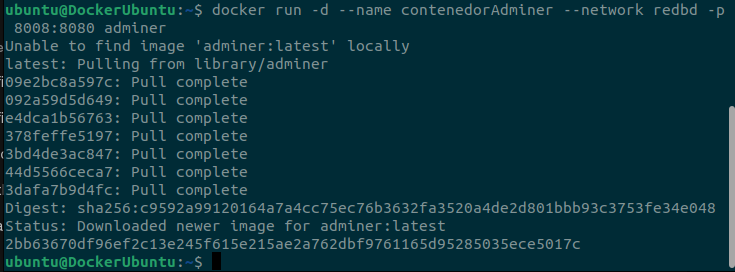 ubuntu@DockerUbuntu:~$ docker run -d --name contenedorAdminer --network redbd -p
 8008:8080 adminer
Unable to find image 'adminer:latest' locally
latest: Pulling from library/adminer
09e2bc8a597c: Pull complete
092a59d5d649: Pull complete
e4dca1b56763: Pull complete
378feffe5197: Pull complete
3bd4de3ac847: Pull complete
44d5566ceca7: Pull complete
3dafa7b9d4fc: Pull complete
Digest: sha256:c9592a99120164a7a4cc75ec76b3632fa3520a4de2d801bbb93c3753fe34e048
Status: Downloaded newer image for adminer:latest
2bb63670df96ef2c13e245f615e215ae2a762dbf9761165d95285035ece5017c
ubuntu@DockerUbuntu:~$